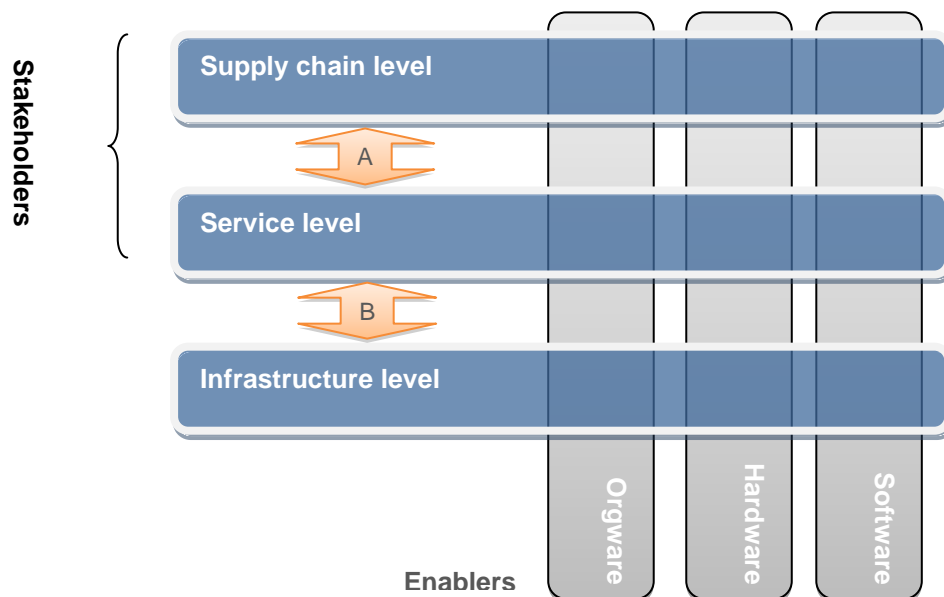 Stakeholders
Supply chain level
A
Service level
B
Infrastructure level
Orgware
Hardware
Software
Enablers